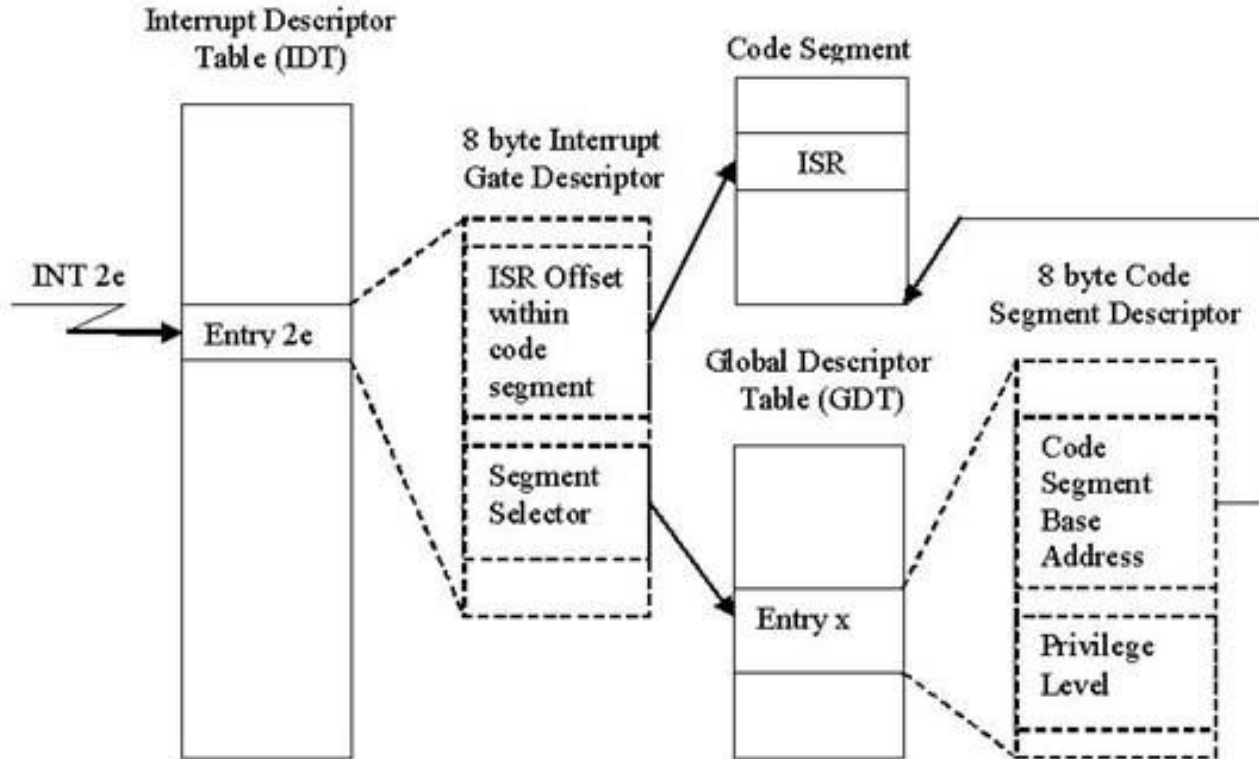 Interrupt Descriptor
Table (IDT)
INT 2e
Entry 2e
8 byte Interrupt
Gate Descriptor
ISR Offset
within
code
segment
Segment
Selector
Code Segment
ISR
Global Descriptor
Table (GDT)
Entry x
8 byte Code
Segment Descriptor
Code
Segment
Base
Address
Privilege
Level